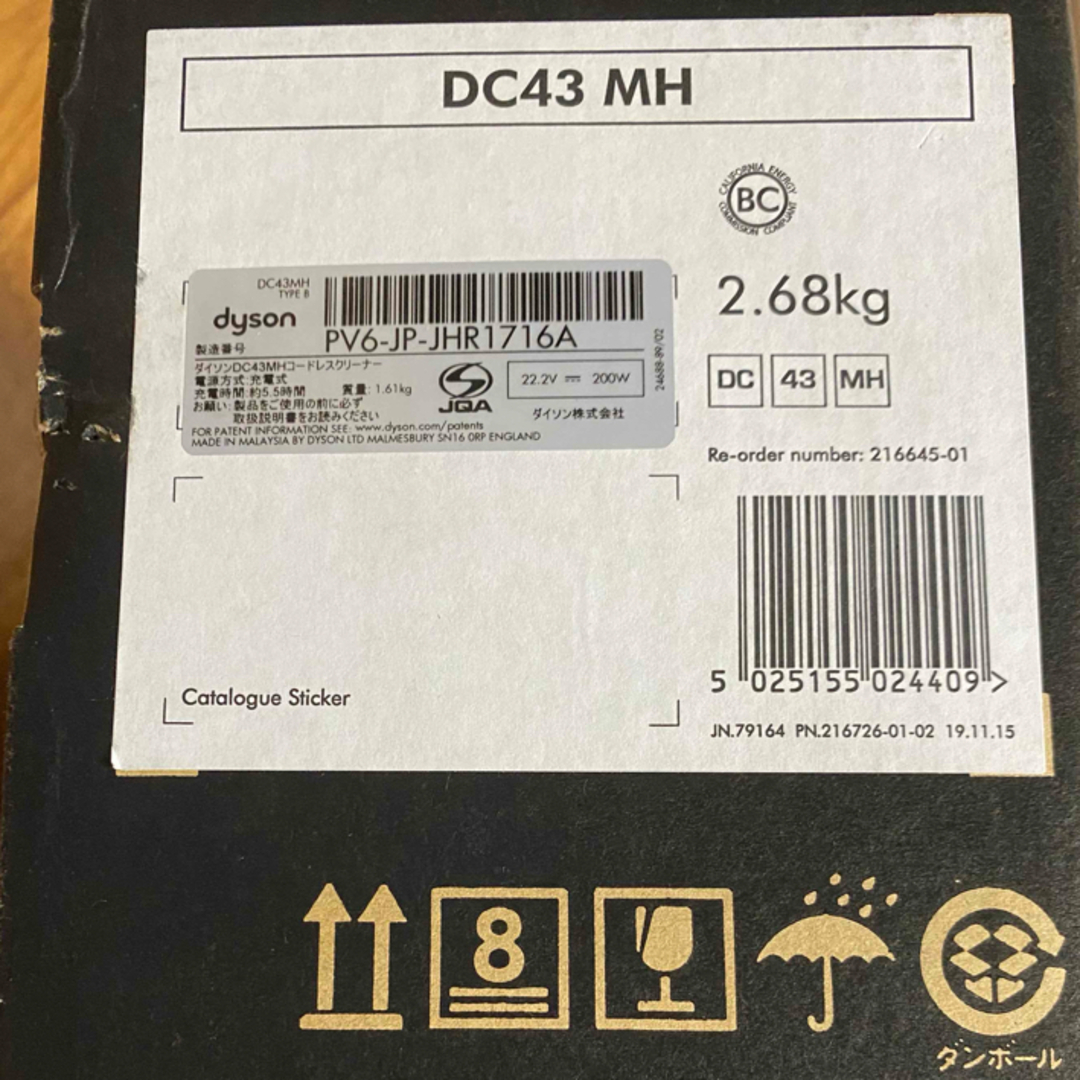 DC43 MH
CALIFORNIA ENERGY
BC
COMMISSION COMPLIANT
DC43MH
TYPE B
dyson
製造番号
PV6-JP-JHR1716A
ダイソンDC43MHコードレスクリーナー
電源方式:充電式
充電時間:約5.5時間 質量: 1.61kg
お願い:製品をご使用の前に必ず
取扱説明書をお読みください
JQA
22.2V 200W
ダイソン株式会社
24688-89/02
FOR PATENT INFORMATION SEE: www.dyson.com/patents
MADE IN MALAYSIA BY DYSON LTD MALMESBURY SN16 0RP ENGLAND
2.68kg
DC 43 MH
Re-order number: 216645-01
5 025155 024409 >
JN.79164 PN.216726-01-02 19.11.15
Catalogue Sticker
8
ダンボール